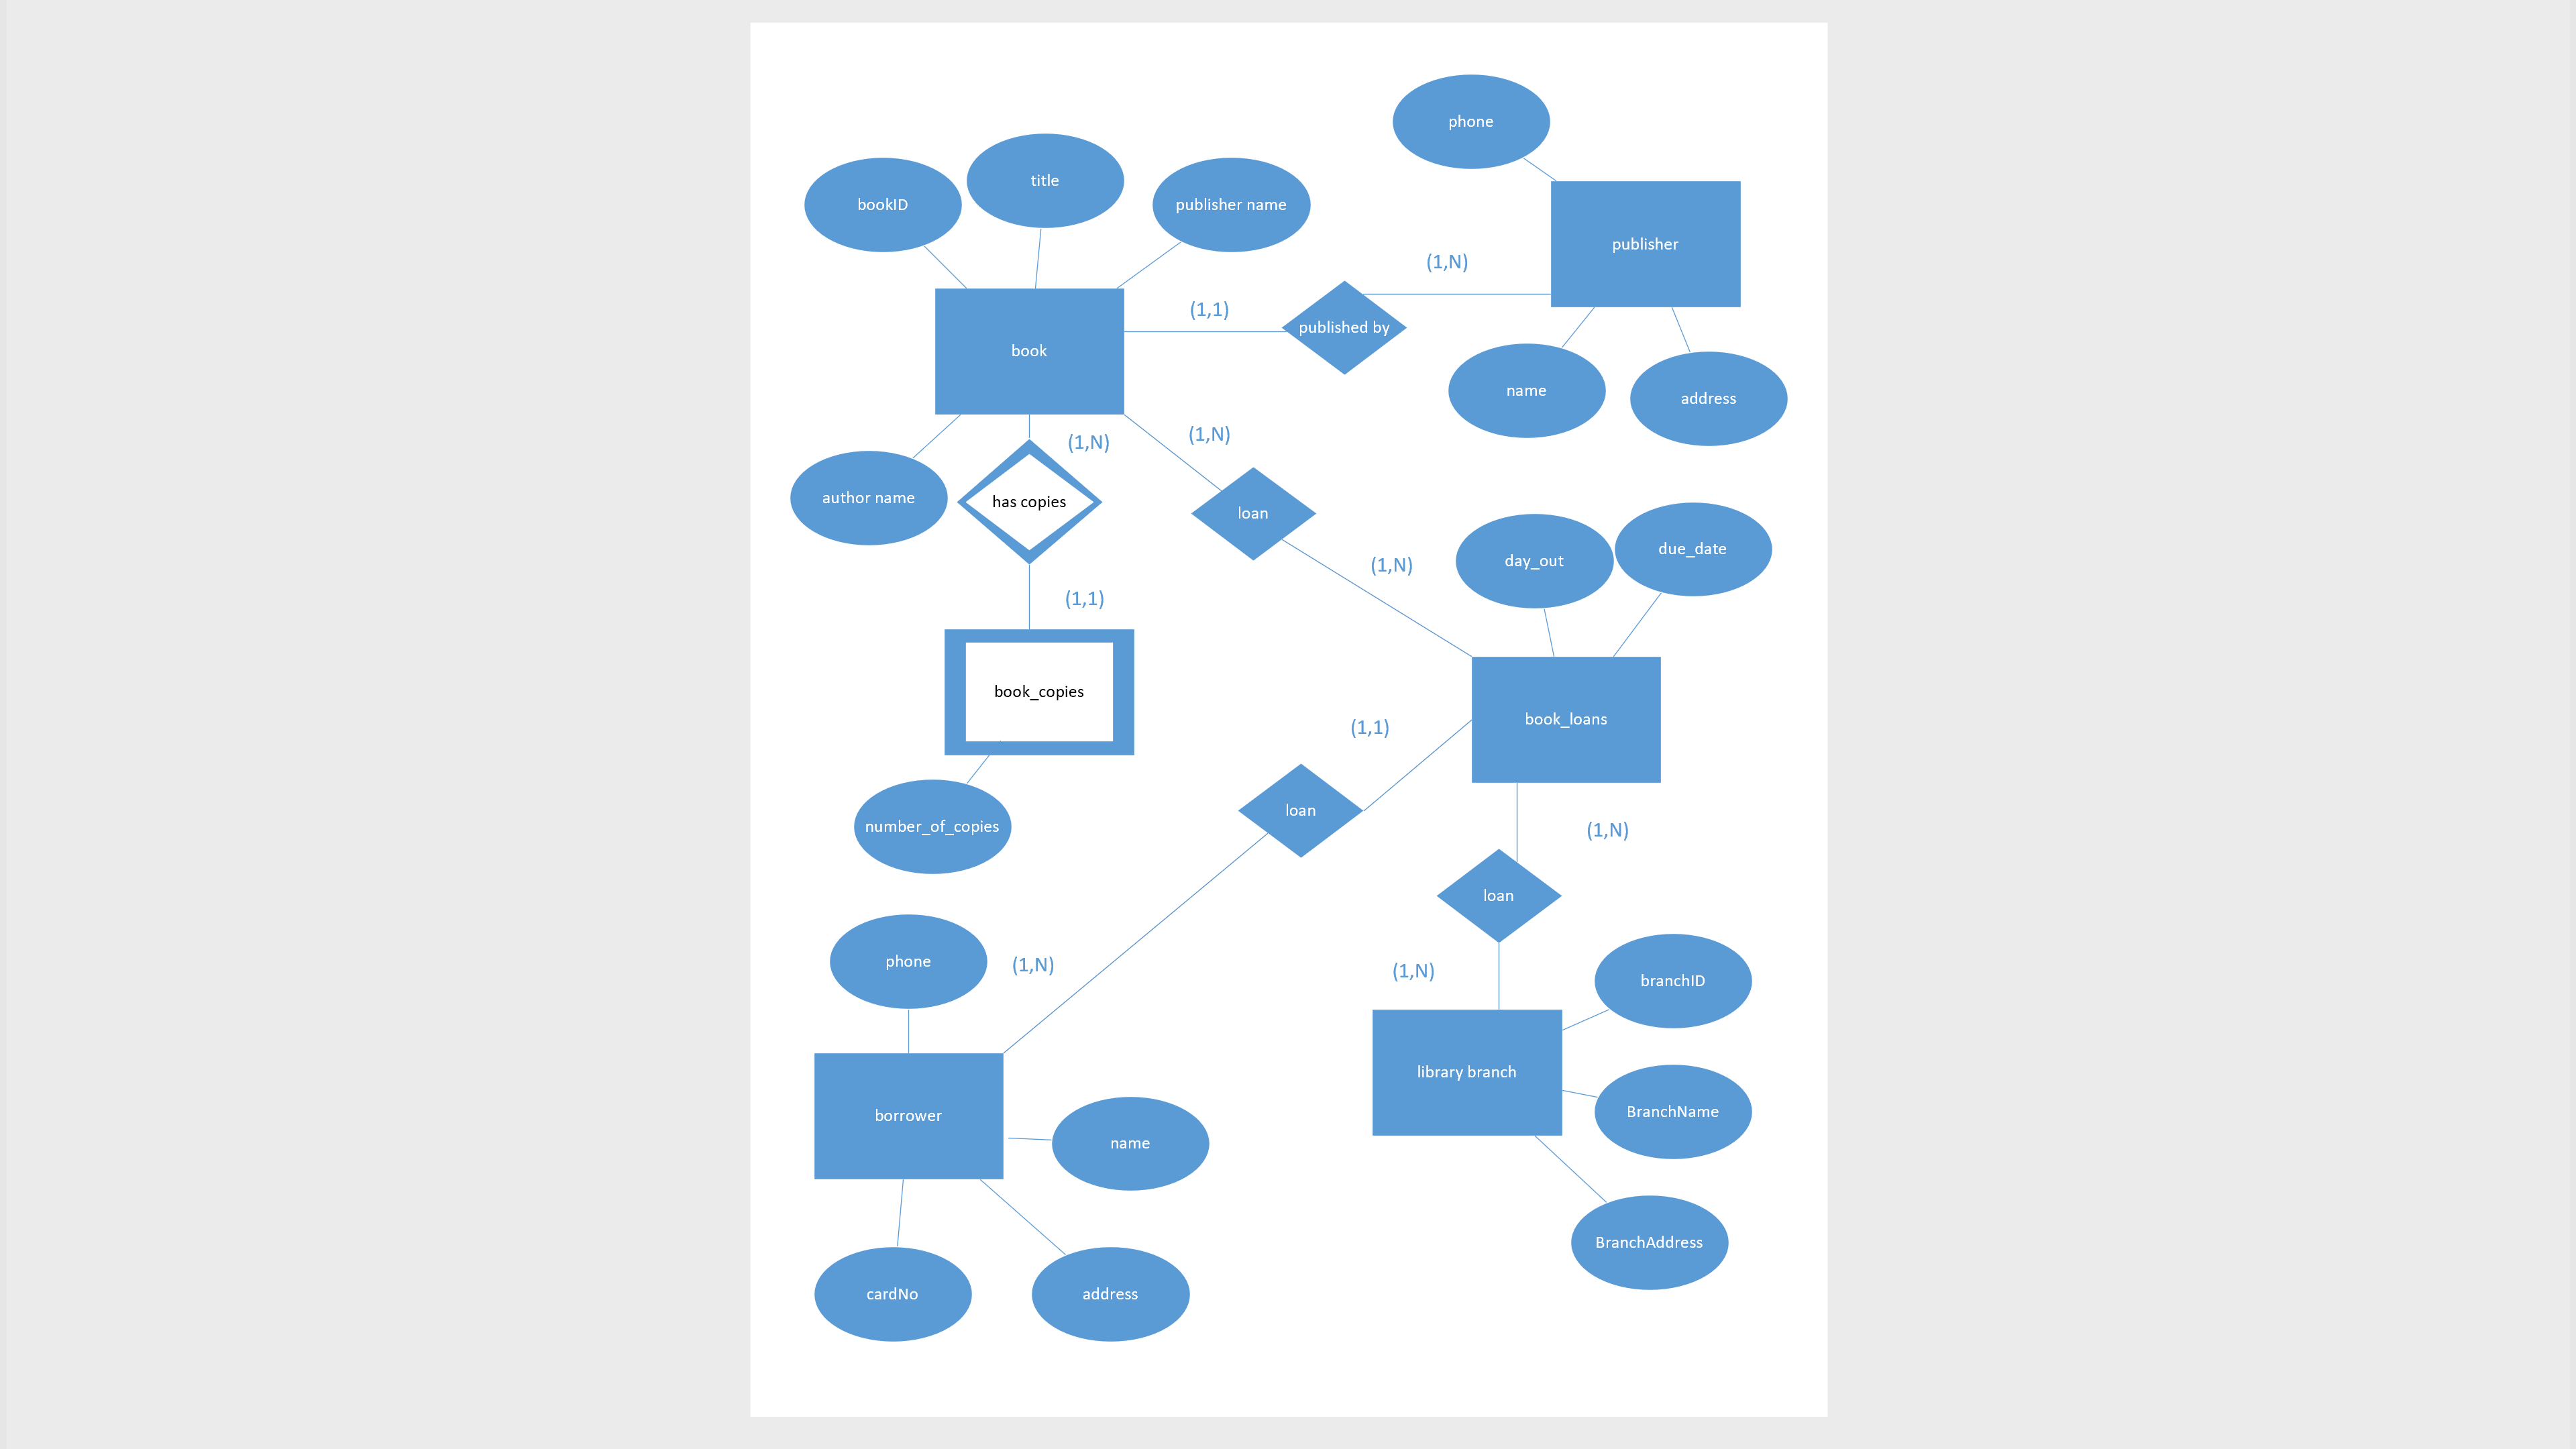 phone
title
bookID
publisher name
publisher
(1,N)
(1,1)
published by
book
name
address
(1,N)
(1,N)
author name
has copies
loan
due_date
day_out
(1,N)
(1,1)
book_copies
book_loans
(1,1)
loan
number_of_copies
(1,N)
loan
phone
(1,N)
(1,N)
branchID
library branch
borrower
BranchName
name
BranchAddress
cardNo
address